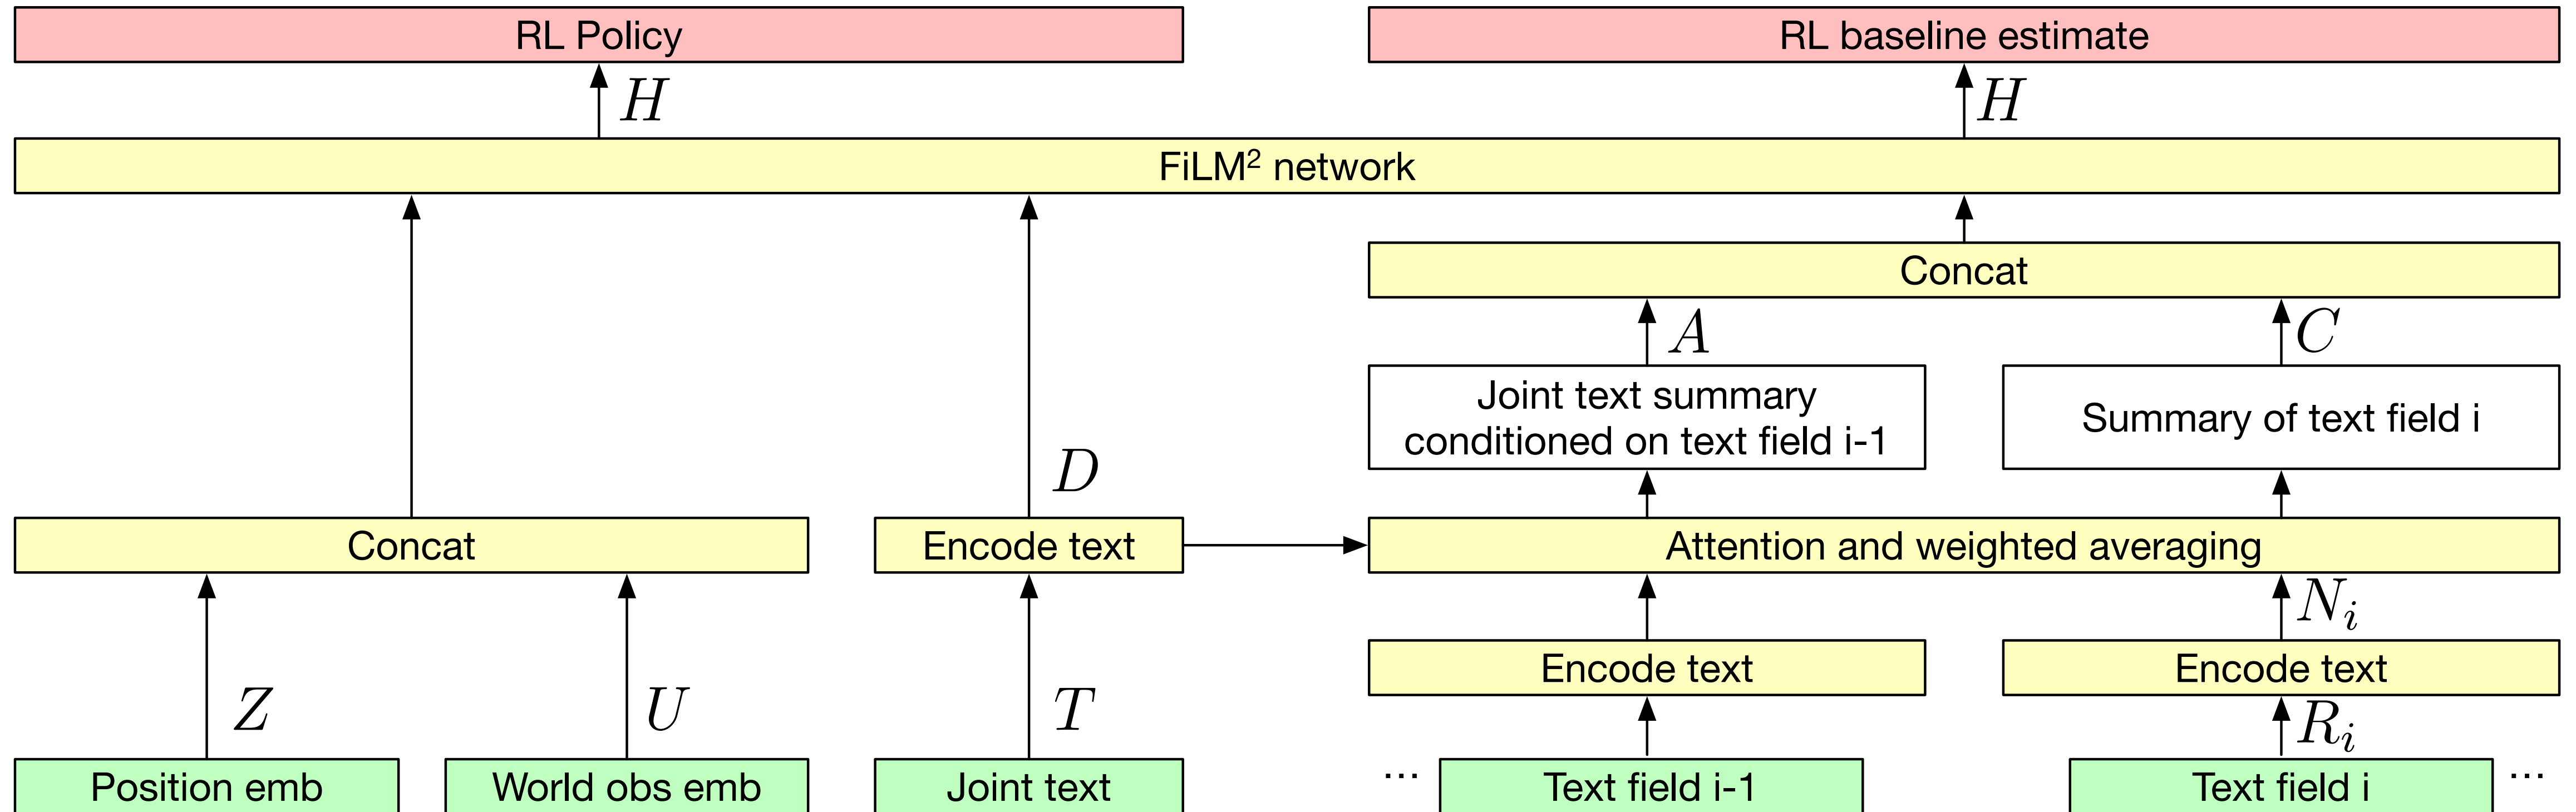 RL Policy
RL baseline estimate
H
H
FiLM² network
Concat
A
C
Joint text summary
conditioned on text field i-1
Summary of text field i
D
Concat
Encode text
Attention and weighted averaging
N_i
Encode text
Encode text
Z
U
T
R_i
Position emb
World obs emb
Joint text
...
Text field i-1
Text field i
...